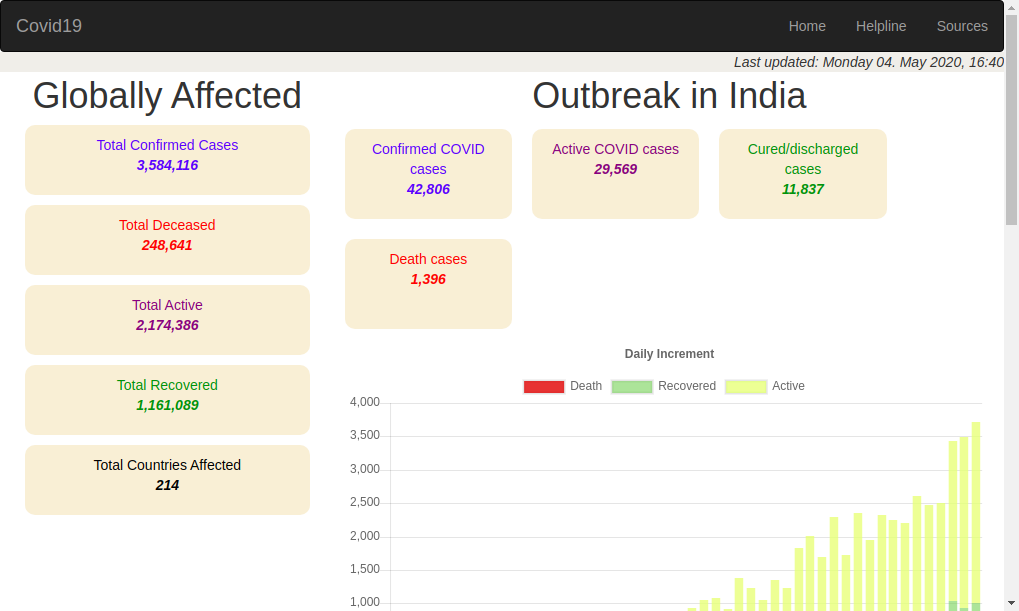 Covid19
Home Helpline Sources
Last updated: Monday 04. May 2020, 16:40
Globally Affected
Total Confirmed Cases
3,584,116
Total Deceased
248,641
Total Active
2,174,386
Total Recovered
1,161,089
Total Countries Affected
214
Outbreak in India
Confirmed COVID
cases
42,806
Active COVID cases
29,569
Cured/discharged
cases
11,837
Death cases
1,396
Daily Increment
Death Recovered Active
4,000
3,500
3,000
2,500
2,000
1,500
1,000